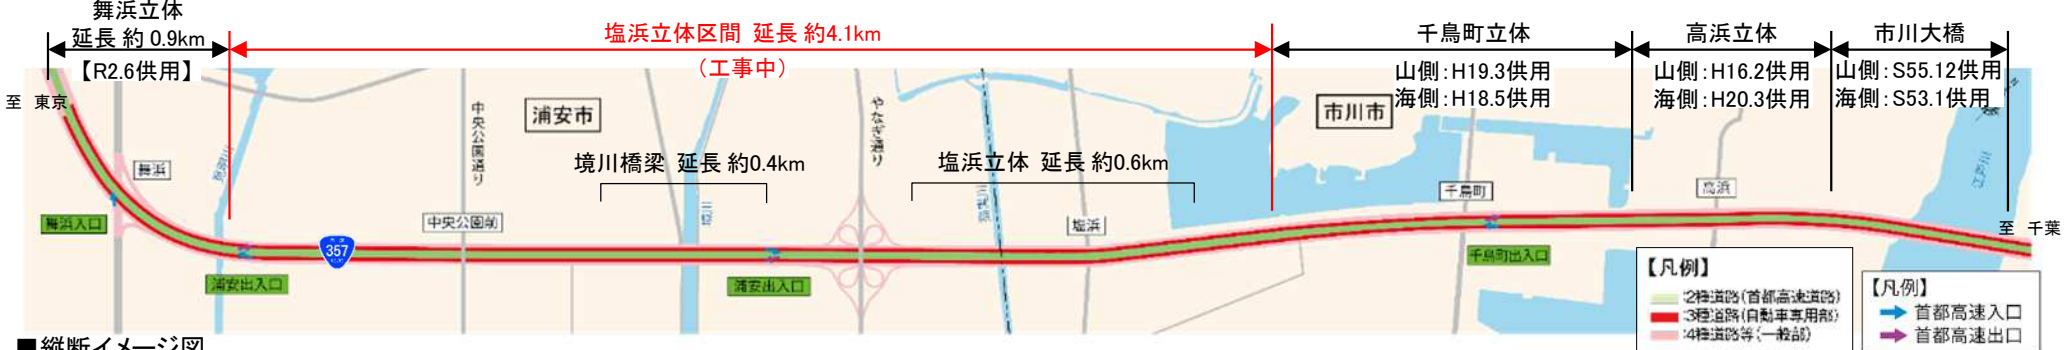 舞浜立体
延長 約 0.9km
【R2.6供用】
塩浜立体区間 延長 約4.1km
（工事中）
千鳥町立体
山側：H19.3供用
海側：H18.5供用
高浜立体
山側：H16.2供用
海側：H20.3供用
市川大橋
山側：S55.12供用
海側：S53.1供用
至 東京
舞浜
中央公園通り
浦安市
やなぎ通り
市川市
境川橋梁 延長 約0.4km
塩浜立体 延長 約0.6km
千鳥町
高浜
江戸川
舞浜入口
中央公園前
境川
塩浜
至 千葉
357
浦安出入口
浦安出入口
千鳥町出入口
【凡例】
:2種道路(首都高速道路)
:3種道路(自動車専用部)
:4種道路等(一般部)
【凡例】
首都高速入口
首都高速出口
■縦断イメージ図